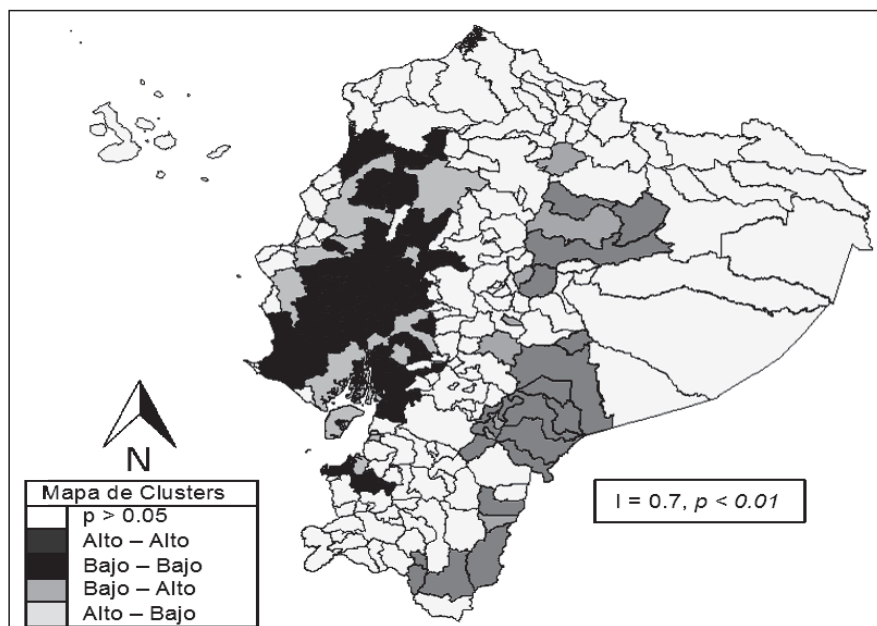 N
Mapa de Clusters
p > 0.05
Alto – Alto
Bajo – Bajo
Bajo – Alto
Alto – Bajo
I = 0.7, p < 0.01